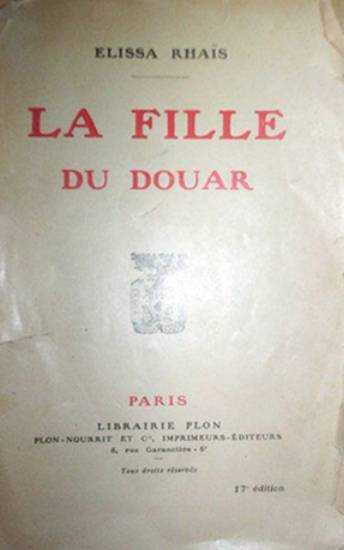 ELISSA RHAÏS
LA FILLE
DU DOUAR
PARIS
LIBRAIRIE PLON
PLON-NOURRIT ET Cie, IMPRIMEURS-ÉDITEURS
8, rue Garancière - 6e
Tous droits réservés
17e édition